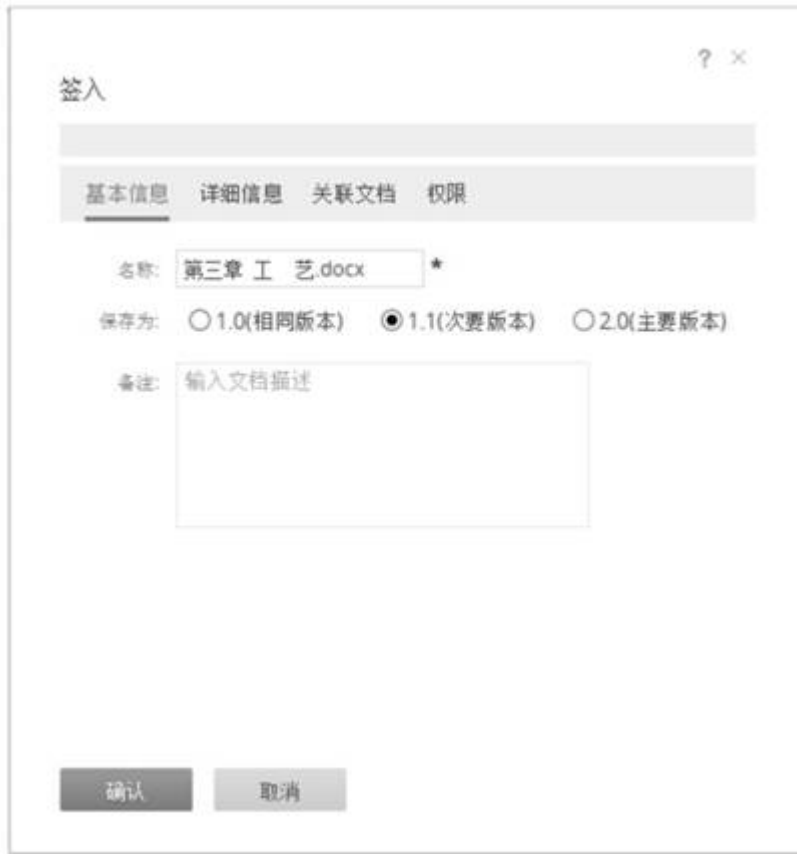 ? ×
签入
基本信息 详细信息 关联文档 权限
名称: 第三章 工 艺.docx *
保存为: 1.0(相同版本) 1.1(次要版本) 2.0(主要版本)
备注: 输入文档描述
确认 取消